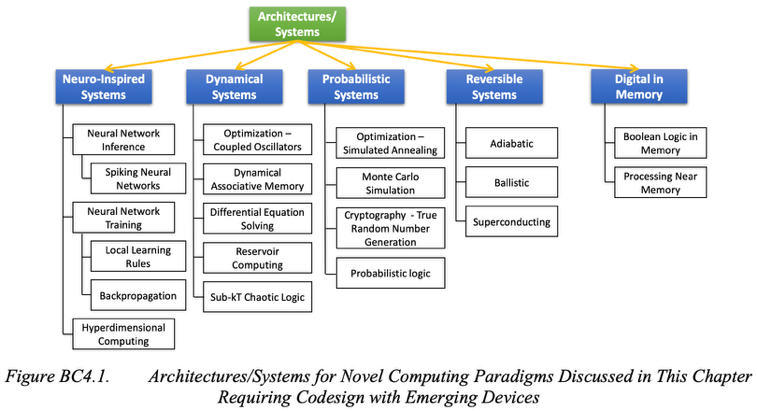 Architectures/
Systems
Neuro-Inspired
Systems
Neural Network
Inference
Spiking Neural
Networks
Neural Network
Training
Local Learning
Rules
Backpropagation
Hyperdimensional
Computing
Dynamical
Systems
Optimization –
Coupled Oscillators
Dynamical
Associative Memory
Differential Equation
Solving
Reservoir
Computing
Sub-kT Chaotic Logic
Probabilistic
Systems
Optimization –
Simulated Annealing
Monte Carlo
Simulation
Cryptography - True
Random Number
Generation
Probabilistic logic
Reversible
Systems
Adiabatic
Ballistic
Superconducting
Digital in
Memory
Boolean Logic in
Memory
Processing Near
Memory
Figure BC4.1. Architectures/Systems for Novel Computing Paradigms Discussed in This Chapter
Requiring Codesign with Emerging Devices